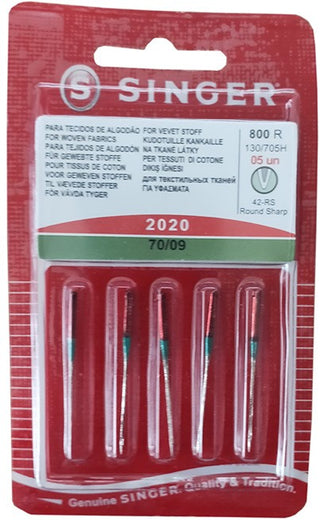 S SINGER
PARA TECIDOS DE ALGODÃO
FOR WOVEN FABRICS
PARA TEJIDOS DE ALGODÓN
FÜR GEWEBTE STOFFE
POUR TISSUS DE COTON
VOOR GEWEVEN STOFFEN
TIL VÆVEDE STOFFER
FÖR VÄVDA TYGER
FOR VEVET STOFF
KUDOTUILLE KANKAILLE
NA TKANÉ LÁTKY
PER TESSUTI DI COTONE
DIKIŞ İĞNESI
для текстильных тканей
ΓΙΑ ΥΦΑΣΜΑΤΑ
800 R
130/705H
05 un
42-RS
Round Sharp
2020
70/09
Genuine SINGER. Quality & Tradition.